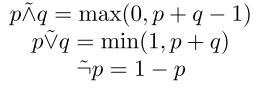 p ∧̃ q = max(0, p + q − 1)
p ∨̃ q = min(1, p + q)
¬̃ p = 1 − p